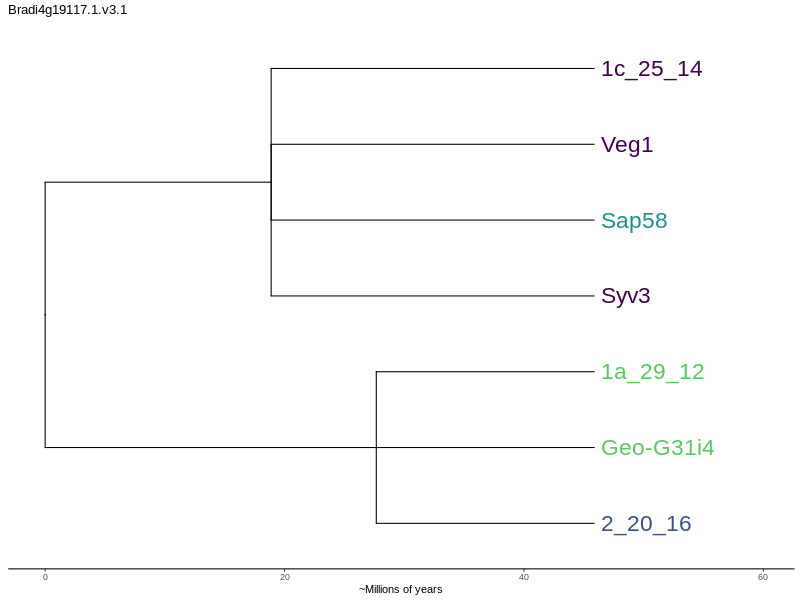 Bradi4g19117.1.v3.1
1c_25_14
Veg1
Sap58
Syv3
1a_29_12
Geo-G31i4
2_20_16
0 20 40 60
~Millions of years